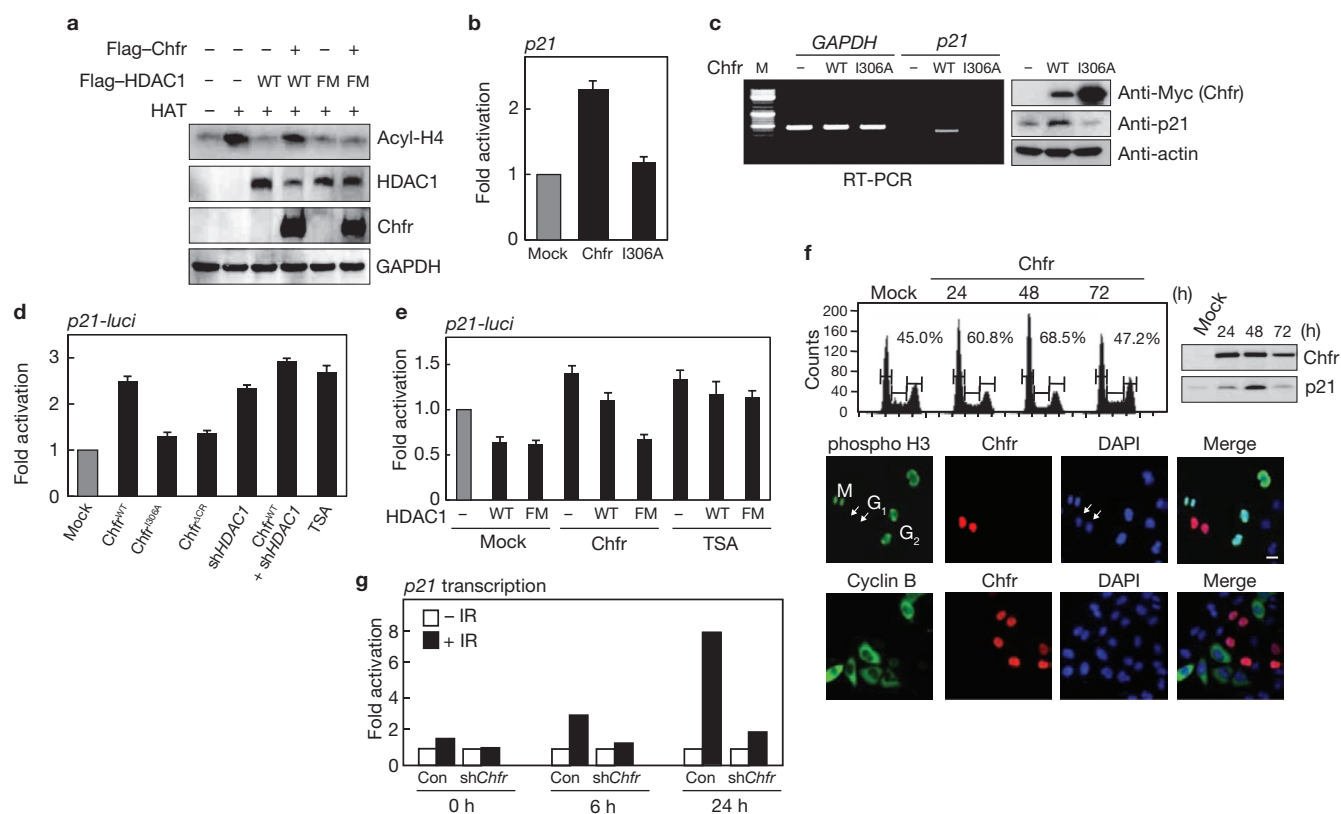 a
Flag–Chfr – – – + – +
Flag–HDAC1 – – WT WT FM FM
HAT – + + + + +
Acyl-H4
HDAC1
Chfr
GAPDH
b
p21
Fold activation
2
1
0
Mock Chfr I306A
c
GAPDH p21
Chfr M – WT I306A – WT I306A – WT I306A
Anti-Myc (Chfr)
Anti-p21
Anti-actin
RT-PCR
d
p21-luci
Fold activation
3
2
1
0
Mock
Chfrᵂᵀ
Chfrᴵ³⁰⁶ᴬ
Chfrᐞᶜᴿ
shHDAC1
Chfrᵂᵀ
+ shHDAC1
TSA
e
p21-luci
Fold activation
1.5
1.0
0.5
0
HDAC1 – WT FM – WT FM – WT FM
Mock Chfr TSA
f
Chfr
Mock 24 48 72 (h)
Counts
200
160
120
80
40
0
45.0% 60.8% 68.5% 47.2%
Mock 24 48 72 (h)
Chfr
p21
phospho H3 Chfr DAPI Merge
M
G₁
G₂
Cyclin B Chfr DAPI Merge
g
p21 transcription
Fold activation
8
6
4
2
0
– IR
+ IR
Con shChfr Con shChfr Con shChfr
0 h 6 h 24 h